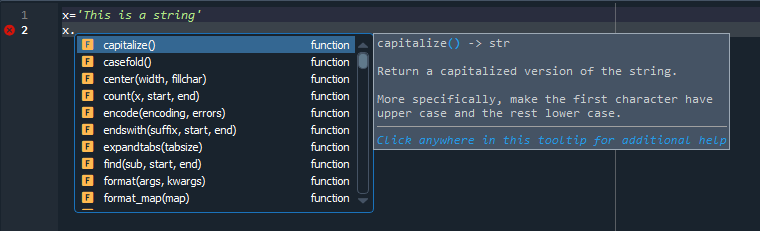 1 x='This is a string'
2 x.
F capitalize() function
F casefold() function
F center(width, fillchar) function
F count(x, start, end) function
F encode(encoding, errors) function
F endswith(suffix, start, end) function
F expandtabs(tabsize) function
F find(sub, start, end) function
F format(args, kwargs) function
F format_map(map) function
capitalize() -> str
Return a capitalized version of the string.
More specifically, make the first character have
upper case and the rest lower case.
Click anywhere in this tooltip for additional help